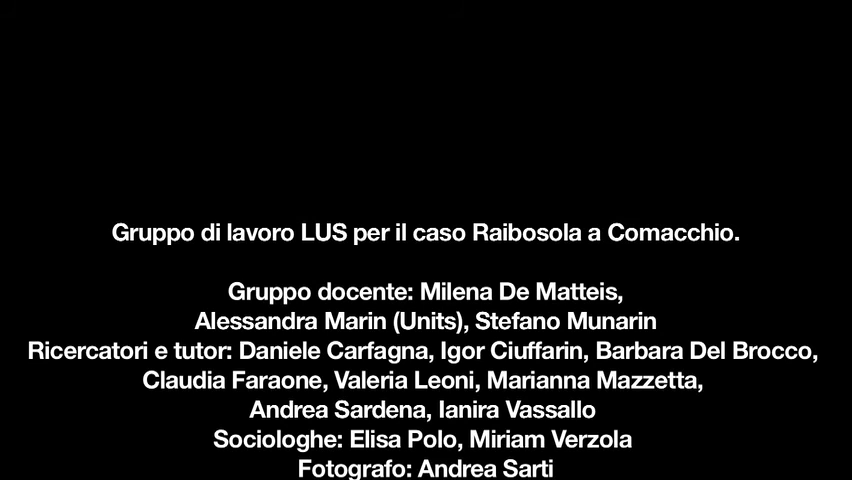 Gruppo di lavoro LUS per il caso Raibosola a Comacchio.
Gruppo docente: Milena De Matteis,
Alessandra Marin (Units), Stefano Munarin
Ricercatori e tutor: Daniele Carfagna, Igor Ciuffarin, Barbara Del Brocco,
Claudia Faraone, Valeria Leoni, Marianna Mazzetta,
Andrea Sardena, Ianira Vassallo
Sociologhe: Elisa Polo, Miriam Verzola
Fotografo: Andrea Sarti